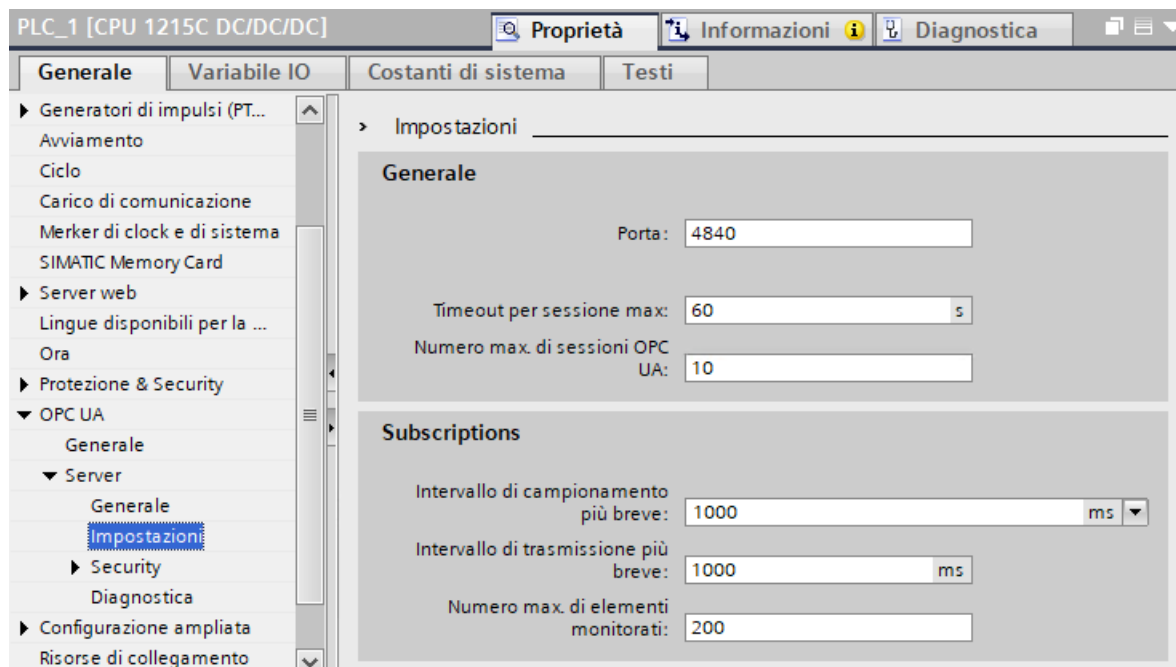 PLC_1 [CPU 1215C DC/DC/DC]
Proprietà
Informazioni
Diagnostica
Generale
Variabile IO
Costanti di sistema
Testi
Generatori di impulsi (PT...
Avviamento
Ciclo
Carico di comunicazione
Merker di clock e di sistema
SIMATIC Memory Card
Server web
Lingue disponibili per la ...
Ora
Protezione & Security
OPC UA
Generale
Server
Generale
Impostazioni
Security
Diagnostica
Configurazione ampliata
Risorse di collegamento
Impostazioni
Generale
Porta: 4840
Timeout per sessione max: 60 s
Numero max. di sessioni OPC
UA: 10
Subscriptions
Intervallo di campionamento
più breve: 1000 ms
Intervallo di trasmissione più
breve: 1000 ms
Numero max. di elementi
monitorati: 200